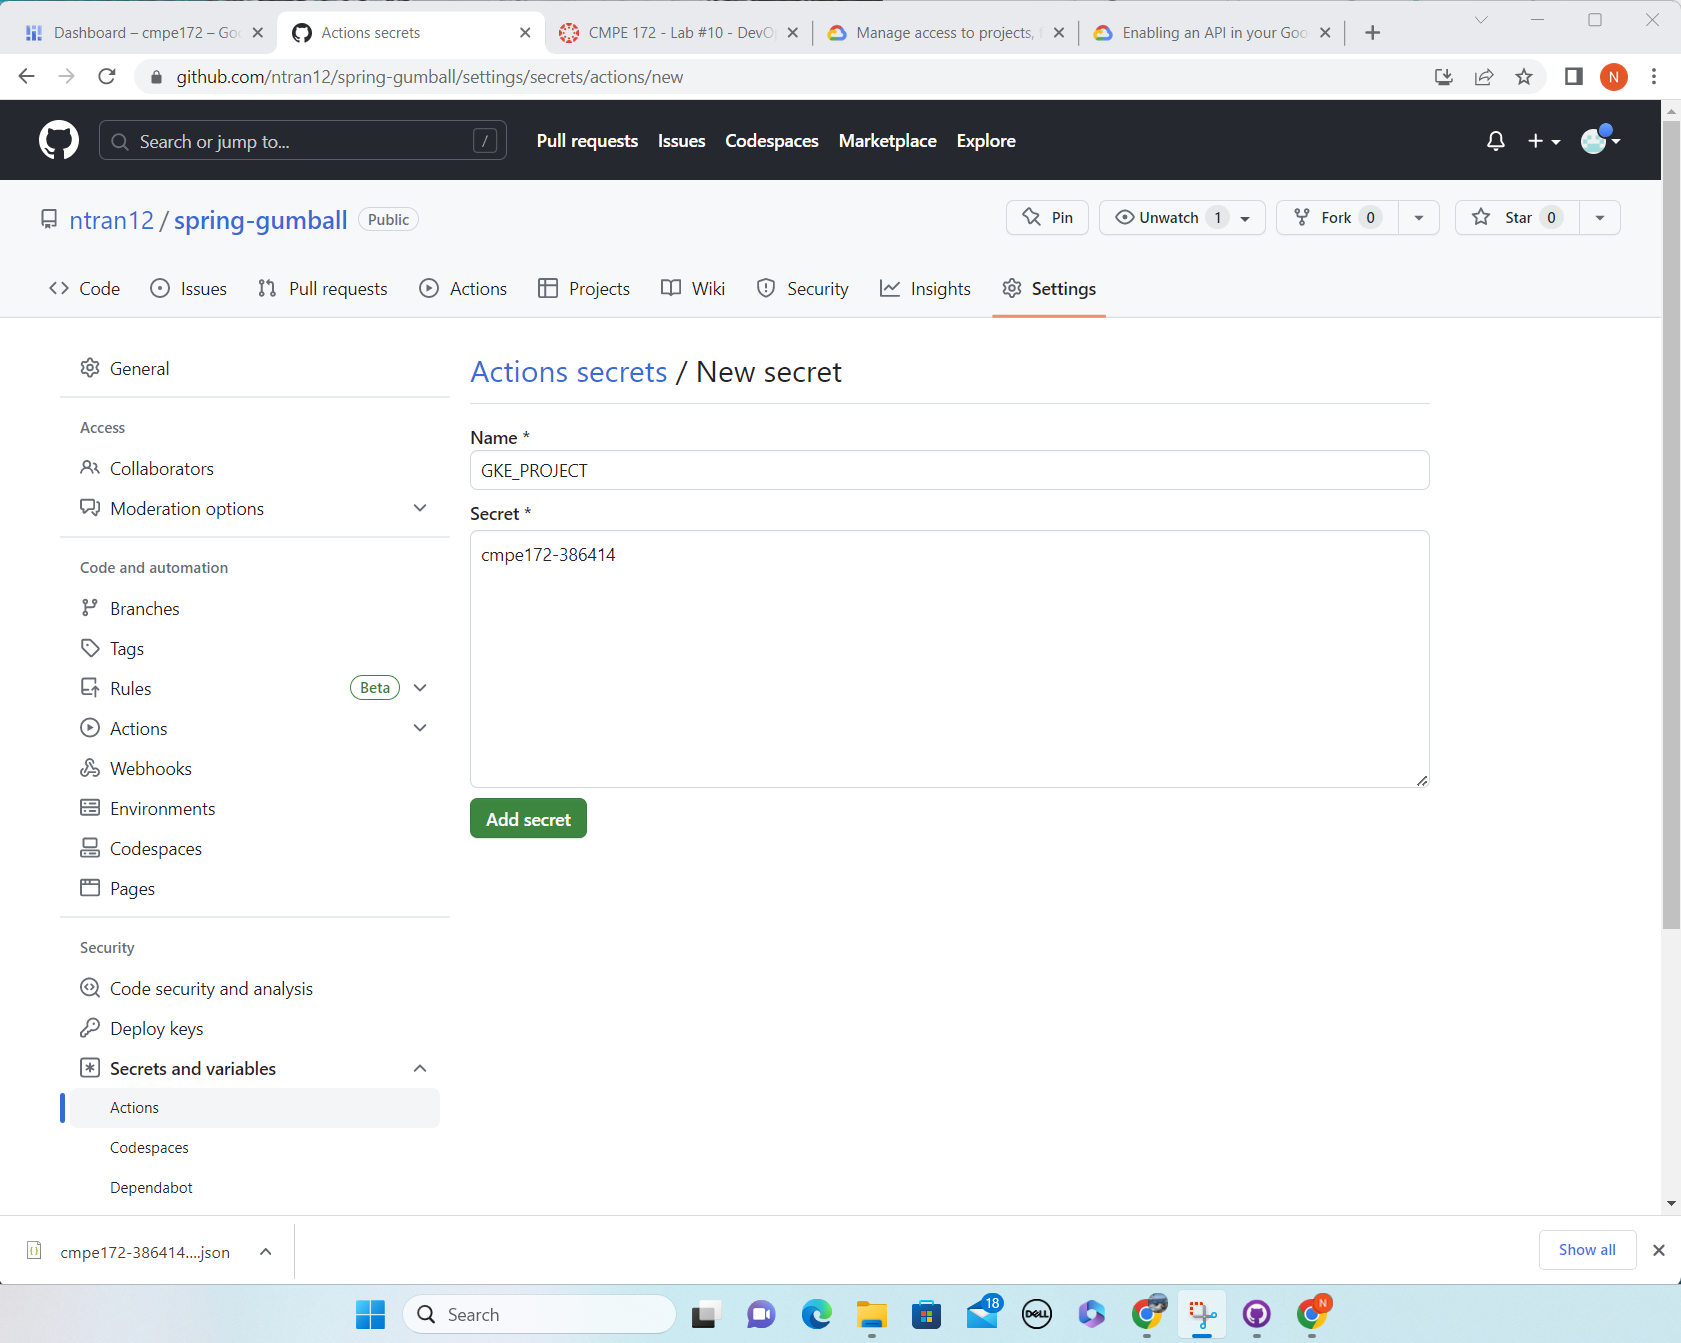 Dashboard – cmpe172 – Goo
Actions secrets
CMPE 172 - Lab #10 - DevOp
Manage access to projects,
Enabling an API in your Goo
github.com/ntran12/spring-gumball/settings/secrets/actions/new
N
Search or jump to...
/
Pull requests
Issues
Codespaces
Marketplace
Explore
ntran12 / spring-gumball
Public
Pin
Unwatch 1
Fork 0
Star 0
Code
Issues
Pull requests
Actions
Projects
Wiki
Security
Insights
Settings
General
Access
Collaborators
Moderation options
Code and automation
Branches
Tags
Rules
Beta
Actions
Webhooks
Environments
Codespaces
Pages
Security
Code security and analysis
Deploy keys
Secrets and variables
Actions
Codespaces
Dependabot
Actions secrets / New secret
Name *
GKE_PROJECT
Secret *
cmpe172-386414
Add secret
cmpe172-386414....json
Show all
Search
18
DELL
N